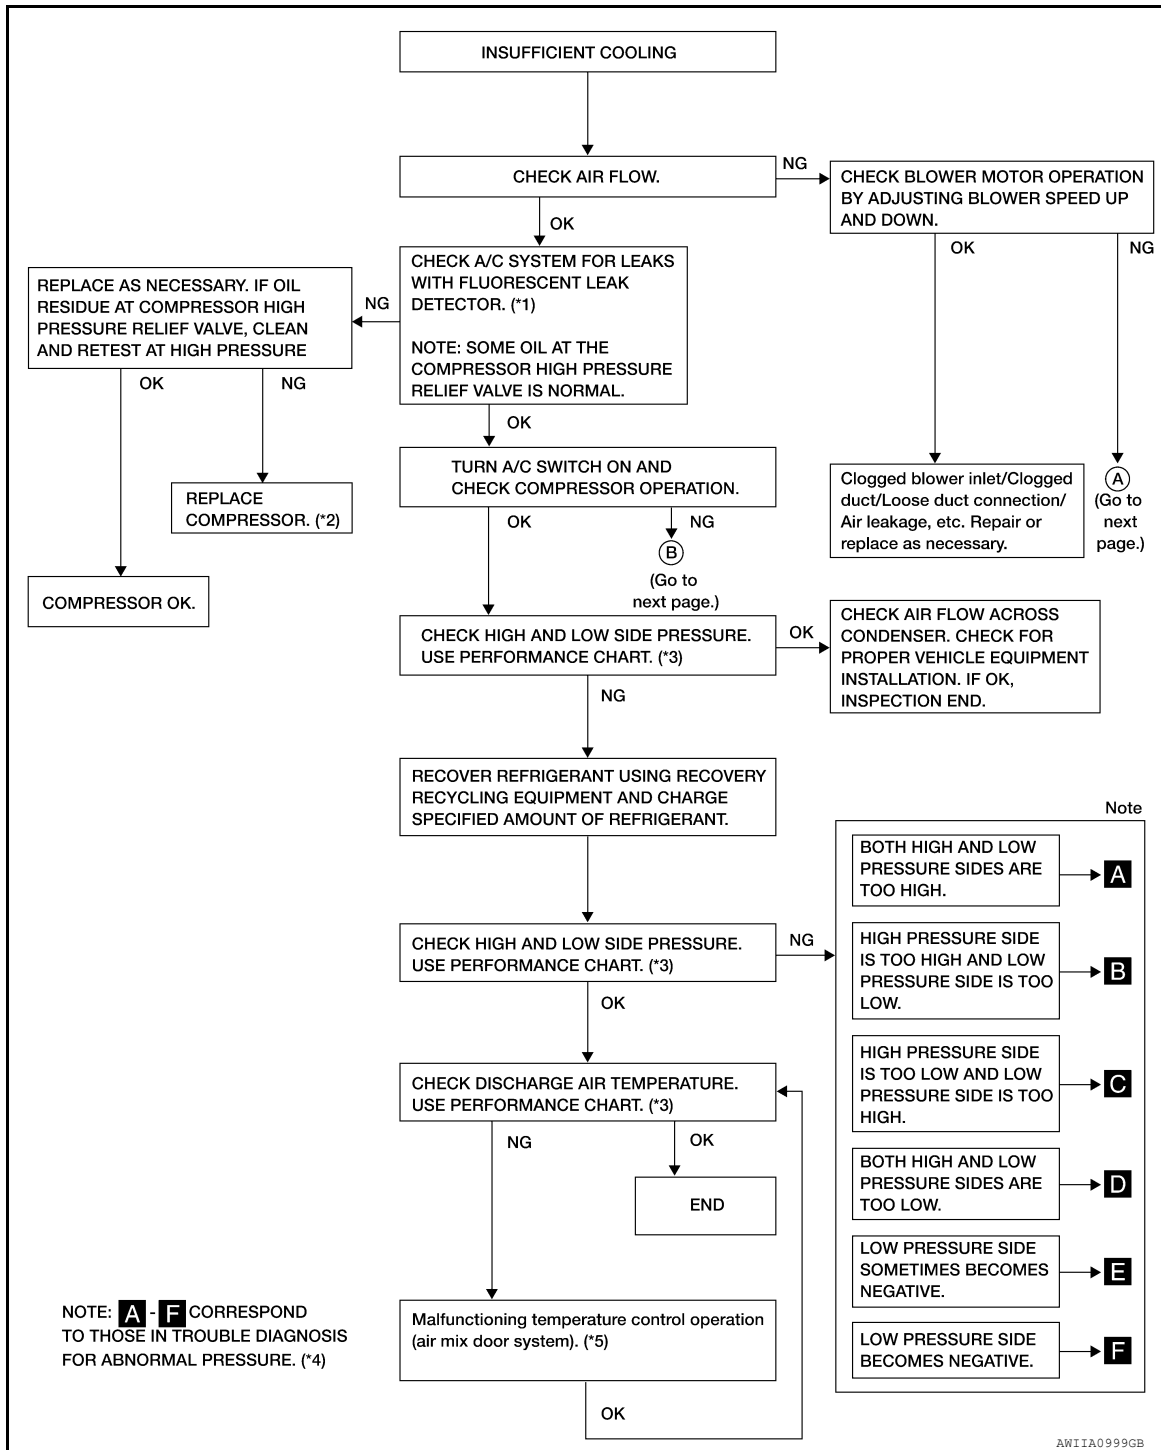 INSUFFICIENT COOLING
CHECK AIR FLOW.
NG
CHECK BLOWER MOTOR OPERATION
BY ADJUSTING BLOWER SPEED UP
AND DOWN.
OK
OK
NG
CHECK A/C SYSTEM FOR LEAKS
WITH FLUORESCENT LEAK
DETECTOR. (*1)
NOTE: SOME OIL AT THE
COMPRESSOR HIGH PRESSURE
RELIEF VALVE IS NORMAL.
NG
REPLACE AS NECESSARY. IF OIL
RESIDUE AT COMPRESSOR HIGH
PRESSURE RELIEF VALVE, CLEAN
AND RETEST AT HIGH PRESSURE
OK
NG
REPLACE
COMPRESSOR. (*2)
COMPRESSOR OK.
OK
TURN A/C SWITCH ON AND
CHECK COMPRESSOR OPERATION.
OK
NG
B
(Go to
next page.)
Clogged blower inlet/Clogged
duct/Loose duct connection/
Air leakage, etc. Repair or
replace as necessary.
A
(Go to
next
page.)
CHECK HIGH AND LOW SIDE PRESSURE.
USE PERFORMANCE CHART. (*3)
OK
CHECK AIR FLOW ACROSS
CONDENSER. CHECK FOR
PROPER VEHICLE EQUIPMENT
INSTALLATION. IF OK,
INSPECTION END.
NG
RECOVER REFRIGERANT USING RECOVERY
RECYCLING EQUIPMENT AND CHARGE
SPECIFIED AMOUNT OF REFRIGERANT.
CHECK HIGH AND LOW SIDE PRESSURE.
USE PERFORMANCE CHART. (*3)
NG
OK
Note
BOTH HIGH AND LOW
PRESSURE SIDES ARE
TOO HIGH.
A
HIGH PRESSURE SIDE
IS TOO HIGH AND LOW
PRESSURE SIDE IS TOO
LOW.
B
HIGH PRESSURE SIDE
IS TOO LOW AND LOW
PRESSURE SIDE IS TOO
HIGH.
C
BOTH HIGH AND LOW
PRESSURE SIDES ARE
TOO LOW.
D
LOW PRESSURE SIDE
SOMETIMES BECOMES
NEGATIVE.
E
LOW PRESSURE SIDE
BECOMES NEGATIVE.
F
CHECK DISCHARGE AIR TEMPERATURE.
USE PERFORMANCE CHART. (*3)
NG
OK
END
Malfunctioning temperature control operation
(air mix door system). (*5)
OK
NOTE: A - F CORRESPOND
TO THOSE IN TROUBLE DIAGNOSIS
FOR ABNORMAL PRESSURE. (*4)
AWIIA0999GB